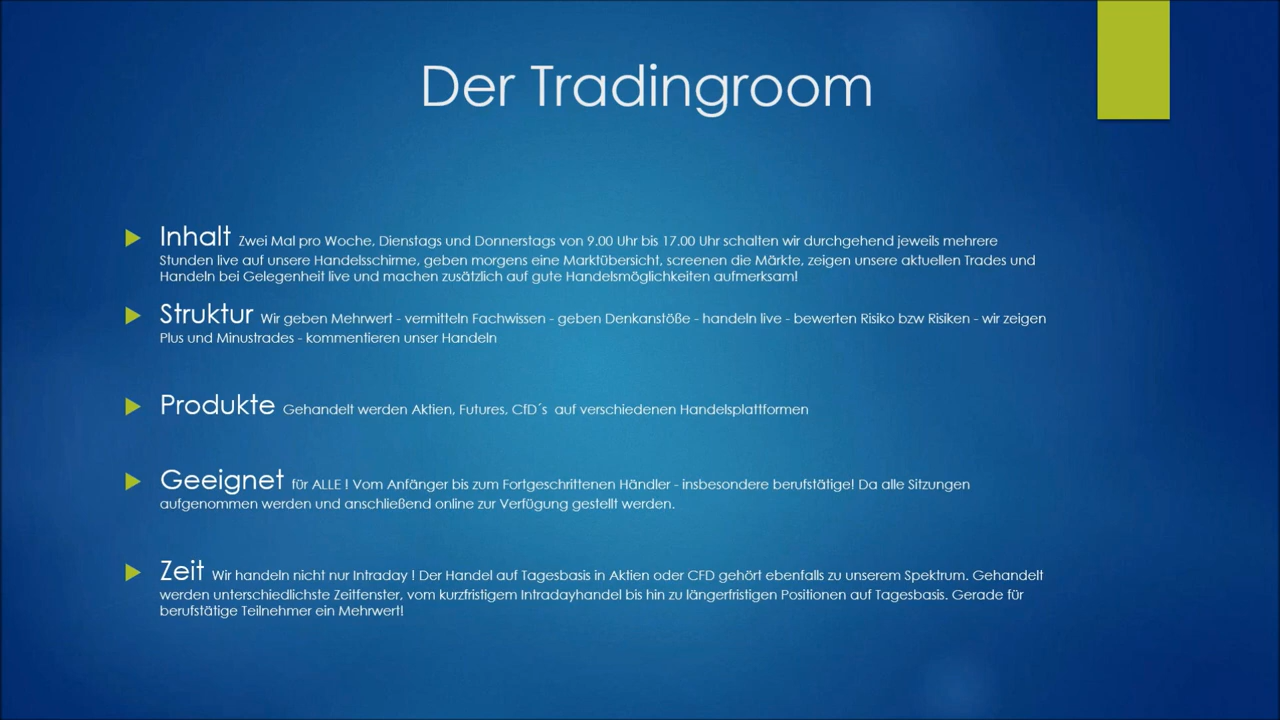 Der Tradingroom
Inhalt Zwei Mal pro Woche, Dienstags und Donnerstags von 9.00 Uhr bis 17.00 Uhr schalten wir durchgehend jeweils mehrere
Stunden live auf unsere Handelsschirme, geben morgens eine Marktübersicht, screenen die Märkte, zeigen unsere aktuellen Trades und
Handeln bei Gelegenheit live und machen zusätzlich auf gute Handelsmöglichkeiten aufmerksam!
Struktur Wir geben Mehrwert - vermitteln Fachwissen - geben Denkanstöße - handeln live - bewerten Risiko bzw Risiken - wir zeigen
Plus und Minustrades - kommentieren unser Handeln
Produkte Gehandelt werden Aktien, Futures, CfD´s auf verschiedenen Handelsplattformen
Geeignet für ALLE ! Vom Anfänger bis zum Fortgeschrittenen Händler - insbesondere berufstätige! Da alle Sitzungen
aufgenommen werden und anschließend online zur Verfügung gestellt werden.
Zeit Wir handeln nicht nur Intraday ! Der Handel auf Tagesbasis in Aktien oder CFD gehört ebenfalls zu unserem Spektrum. Gehandelt
werden unterschiedlichste Zeitfenster, vom kurzfristigem Intradayhandel bis hin zu längerfristigen Positionen auf Tagesbasis. Gerade für
berufstätige Teilnehmer ein Mehrwert!